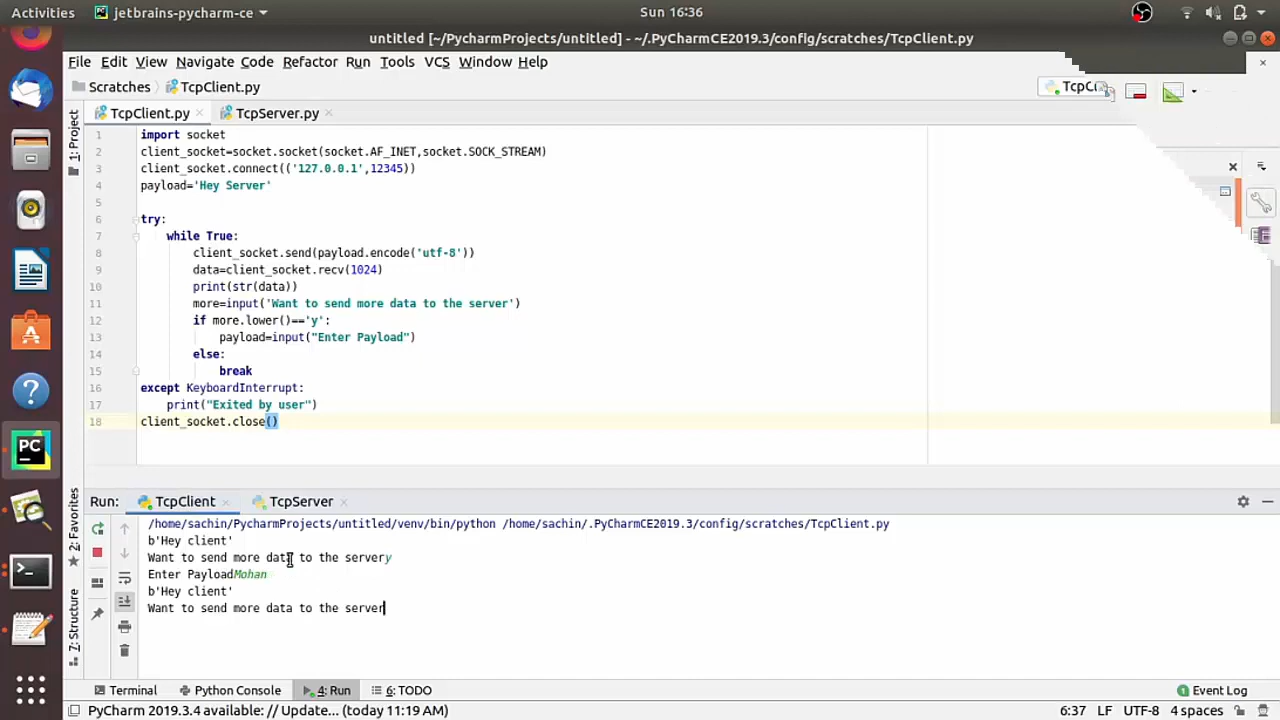 Activities
jetbrains-pycharm-ce
Sun 16:36
untitled [~/PycharmProjects/untitled] - ~/.PyCharmCE2019.3/config/scratches/TcpClient.py
File Edit View Navigate Code Refactor Run Tools VCS Window Help
Scratches TcpClient.py
TcpClient.py TcpServer.py
1: Project
1 import socket
2 client_socket=socket.socket(socket.AF_INET,socket.SOCK_STREAM)
3 client_socket.connect(('127.0.0.1',12345))
4 payload='Hey Server'
5
6 try:
7 while True:
8 client_socket.send(payload.encode('utf-8'))
9 data=client_socket.recv(1024)
10 print(str(data))
11 more=input('Want to send more data to the server')
12 if more.lower()=='y':
13 payload=input("Enter Payload")
14 else:
15 break
16 except KeyboardInterrupt:
17 print("Exited by user")
18 client_socket.close()
Run: TcpClient TcpServer
2: Favorites
7: Structure
/home/sachin/PycharmProjects/untitled/venv/bin/python /home/sachin/.PyCharmCE2019.3/config/scratches/TcpClient.py
b'Hey client'
Want to send more data to the servery
Enter PayloadMohan
b'Hey client'
Want to send more data to the server
Terminal Python Console 4: Run 6: TODO
1 Event Log
PyCharm 2019.3.4 available: // Update... (today 11:19 AM)
6:37 LF UTF-8 4 spaces